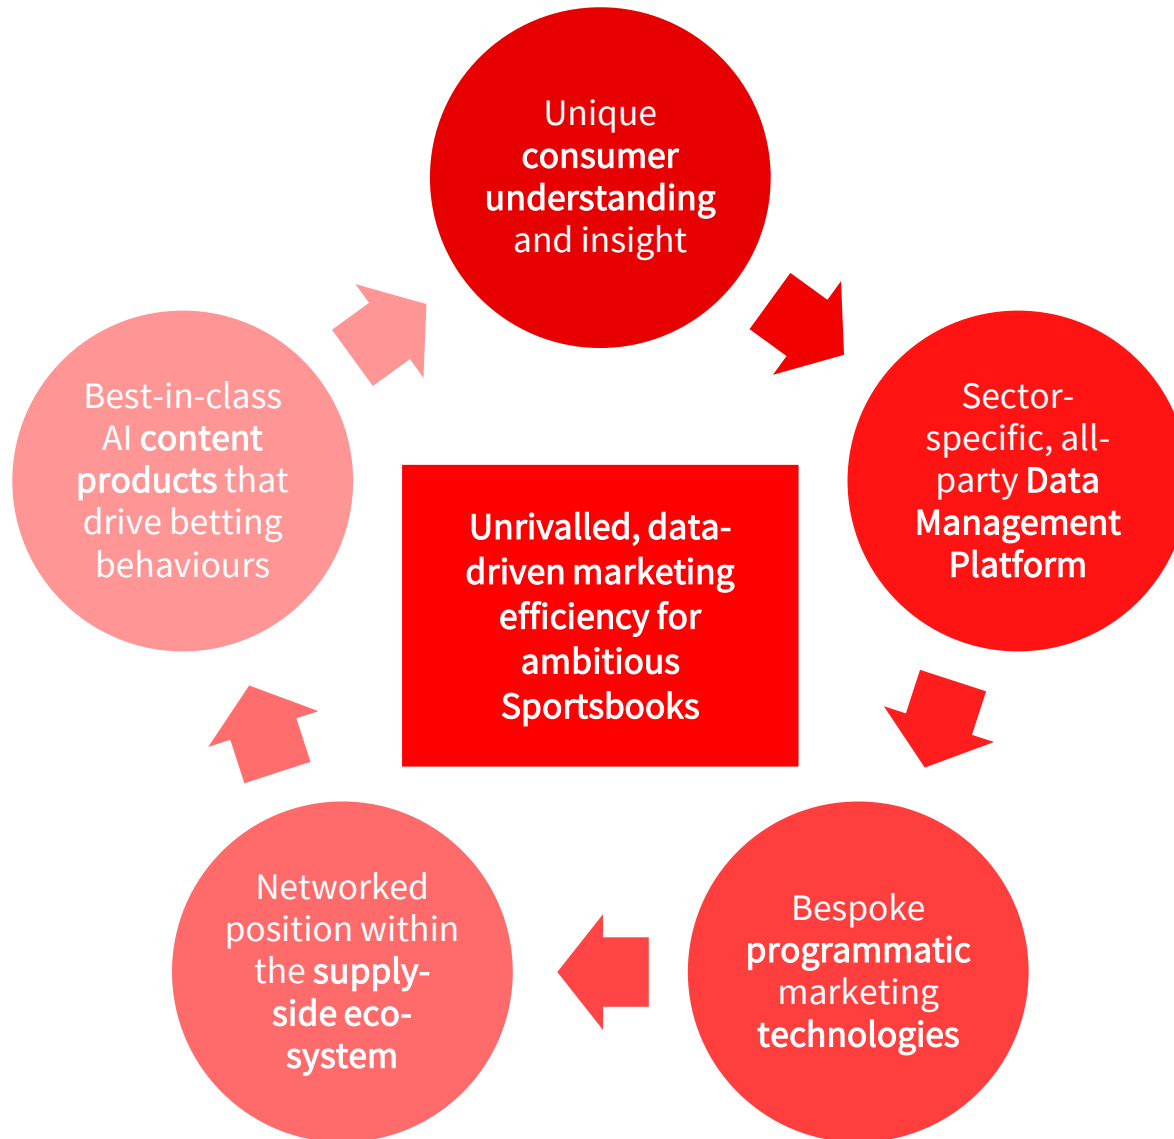 Unique
consumer
understanding
and insight
Sector-
specific, all-
party Data
Management
Platform
Bespoke
programmatic
marketing
technologies
Networked
position within
the supply-
side eco-
system
Best-in-class
AI content
products that
drive betting
behaviours
Unrivalled, data-
driven marketing
efficiency for
ambitious
Sportsbooks